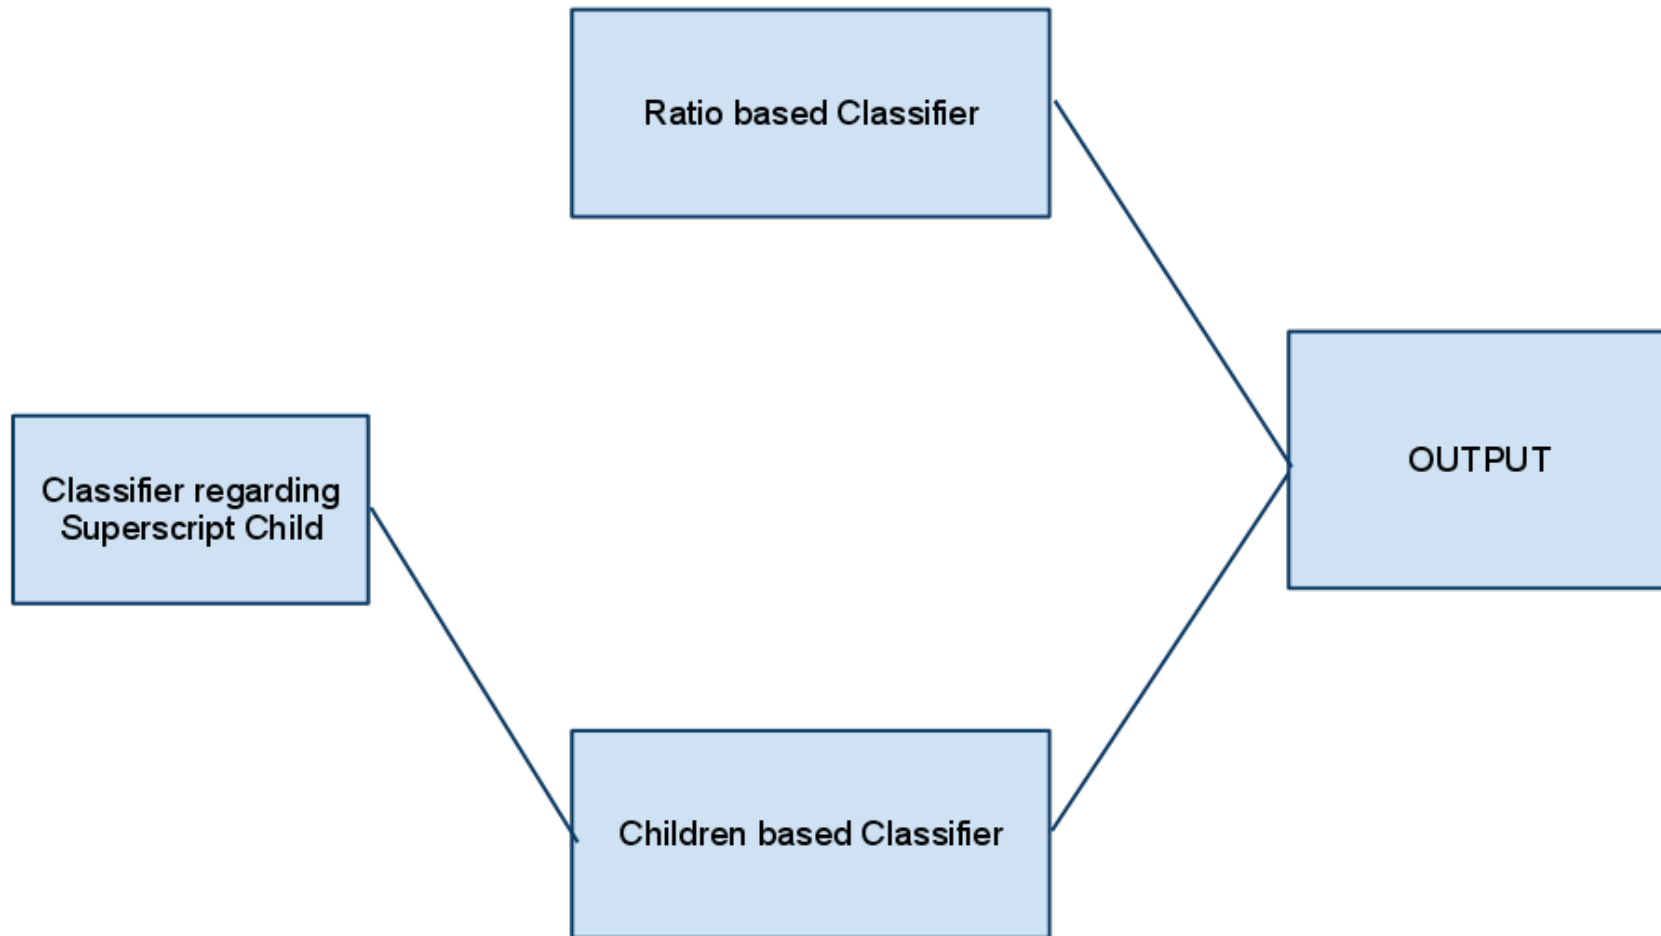 Ratio based Classifier
OUTPUT
Classifier regarding
Superscript Child
Children based Classifier